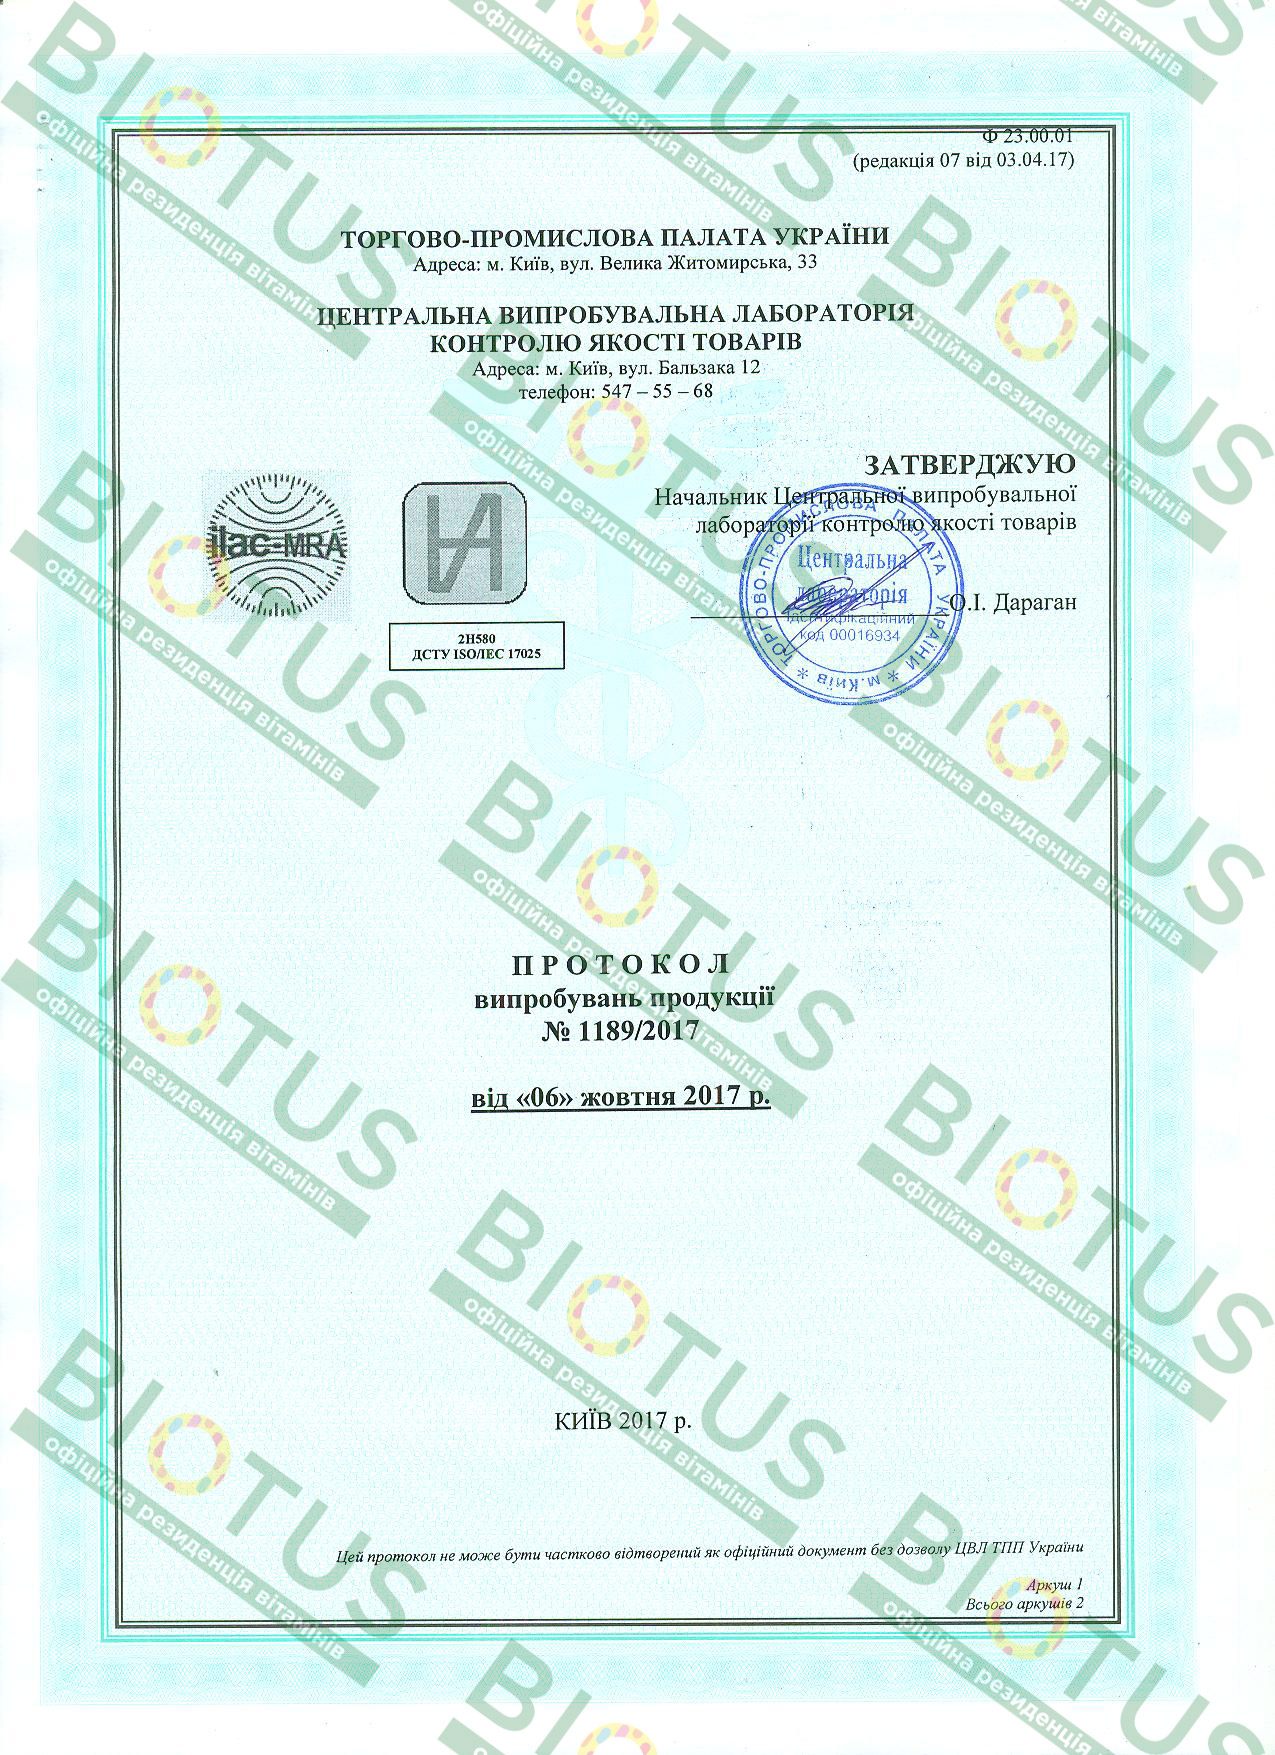 Ф 23.00.01
(редакція 07 від 03.04.17)
ТОРГОВО-ПРОМИСЛОВА ПАЛАТА УКРАЇНИ
Адреса: м. Київ, вул. Велика Житомирська, 33
ЦЕНТРАЛЬНА ВИПРОБУВАЛЬНА ЛАБОРАТОРІЯ
КОНТРОЛЮ ЯКОСТІ ТОВАРІВ
Адреса: м. Київ, вул. Бальзака 12
телефон: 547 – 55 – 68
ЗАТВЕРДЖУЮ
Начальник Центральної випробувальної
лабораторії контролю якості товарів
О.І. Дараган
ТОРГОВО-ПРОМИСЛОВА ПАЛАТА УКРАЇНИ * м.Київ *
Центральна
лабораторія
Ідентифікаційний
код 00016934
ilac-MRA
2Н580
ДСТУ ISO/IEC 17025
ПРОТОКОЛ
випробувань продукції
№ 1189/2017
від «06» жовтня 2017 р.
КИЇВ 2017 р.
Цей протокол не може бути частково відтворений як офіційний документ без дозволу ЦВЛ ТПП України
Аркуш 1
Всього аркушів 2
BIOTUS
офіційна резиденція вітамінів